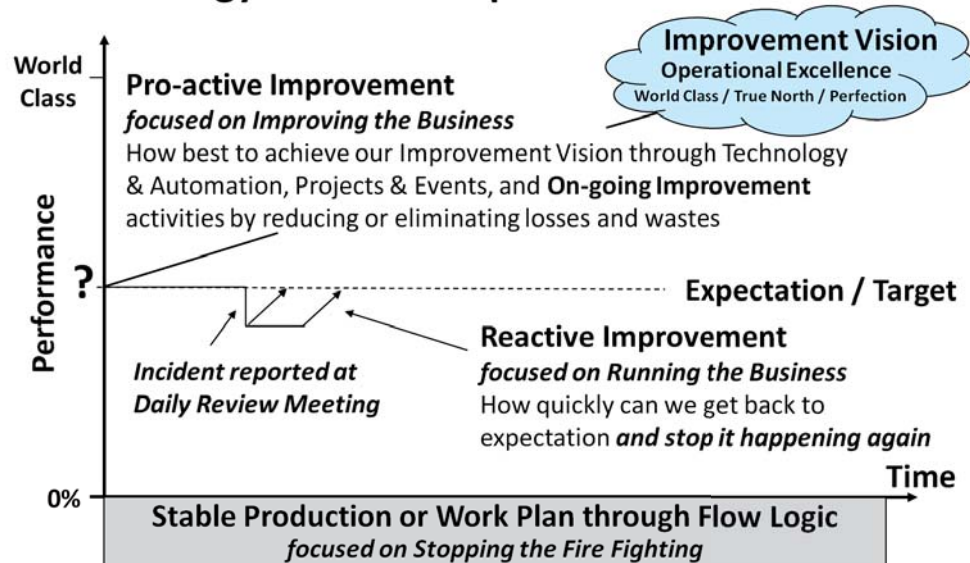 Improvement Vision
Operational Excellence
World Class / True North / Perfection
World
Class
Pro-active Improvement
focused on Improving the Business
How best to achieve our Improvement Vision through Technology
& Automation, Projects & Events, and On-going Improvement
activities by reducing or eliminating losses and wastes
Performance
?
Expectation / Target
Incident reported at
Daily Review Meeting
Reactive Improvement
focused on Running the Business
How quickly can we get back to
expectation and stop it happening again
Time
0%
Stable Production or Work Plan through Flow Logic
focused on Stopping the Fire Fighting